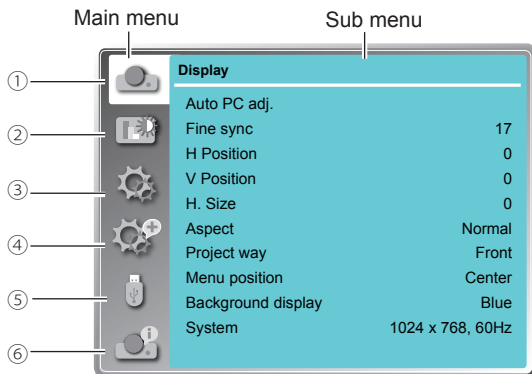 Main menu Sub menu
① Display
Auto PC adj.
② Fine sync 17
H Position 0
③ V Position 0
H. Size 0
④ Aspect Normal
Project way Front
⑤ Menu position Center
Background display Blue
⑥ System 1024 x 768, 60Hz